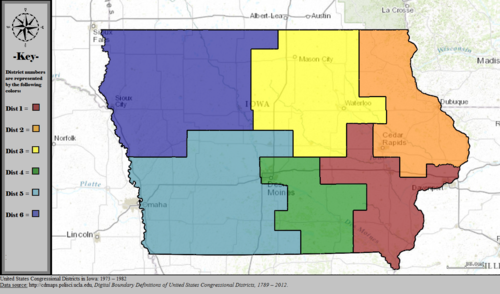 Albert Lea
Austin
La Crosse
-Key-
District numbers
are represented
by the following
colors:
Dist 1 =
Dist 2 =
Dist 3 =
Dist 4 =
Dist 5 =
Dist 6 =
Mason City
Wisconsin
Madis
Sioux
City
IOWA
Waterloo
Dubuque
Norfolk
Cedar
Rapids
Platte
Des
Moines
Omaha
Lincoln
United States Congressional Districts in Iowa: 1973 – 1982
Data source: http://cdmaps.polisci.ucla.edu, Digital Boundary Definitions of United States Congressional Districts, 1789 – 2012.